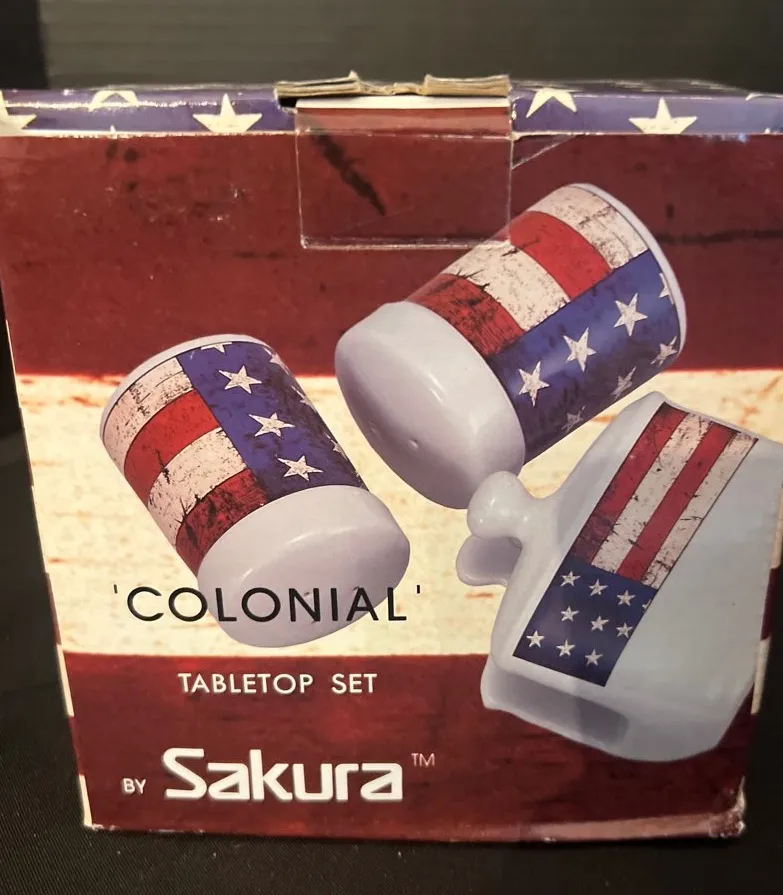 'COLONIAL'
TABLETOP SET
BY Sakura™